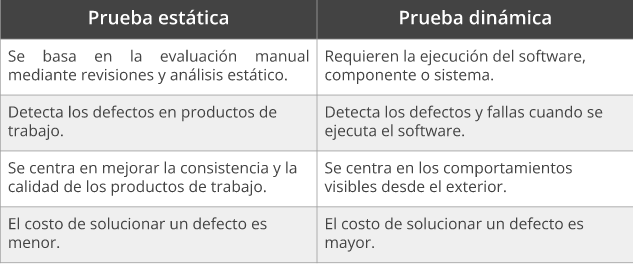 Prueba estática
Prueba dinámica
Se basa en la evaluación manual
mediante revisiones y análisis estático.
Requieren la ejecución del software,
componente o sistema.
Detecta los defectos en productos de
trabajo.
Detecta los defectos y fallas cuando se
ejecuta el software.
Se centra en mejorar la consistencia y la
calidad de los productos de trabajo.
Se centra en los comportamientos
visibles desde el exterior.
El costo de solucionar un defecto es
menor.
El costo de solucionar un defecto es
mayor.